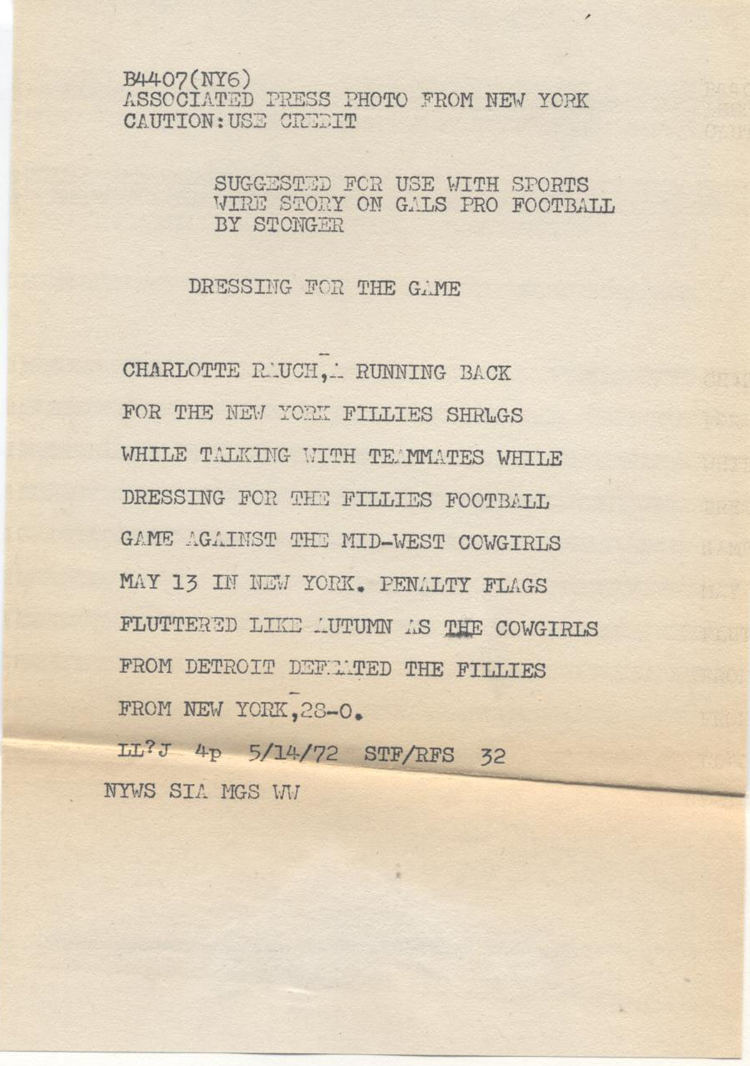 B4407(NY6)
ASSOCIATED PRESS PHOTO FROM NEW YORK
CAUTION:USE CREDIT
SUGGESTED FOR USE WITH SPORTS
WIRE STORY ON GALS PRO FOOTBALL
BY STONGER
DRESSING FOR THE GAME
CHARLOTTE RAUCH, A RUNNING BACK
FOR THE NEW YORK FILLIES SHRUGS
WHILE TALKING WITH TEAMMATES WHILE
DRESSING FOR THE FILLIES FOOTBALL
GAME AGAINST THE MID-WEST COWGIRLS
MAY 13 IN NEW YORK. PENALTY FLAGS
FLUTTERED LIKE AUTUMN AS THE COWGIRLS
FROM DETROIT DEFEATED THE FILLIES
FROM NEW YORK,28-0.
LL?J 4p 5/14/72 STF/RFS 32
NYWS SIA MGS WW